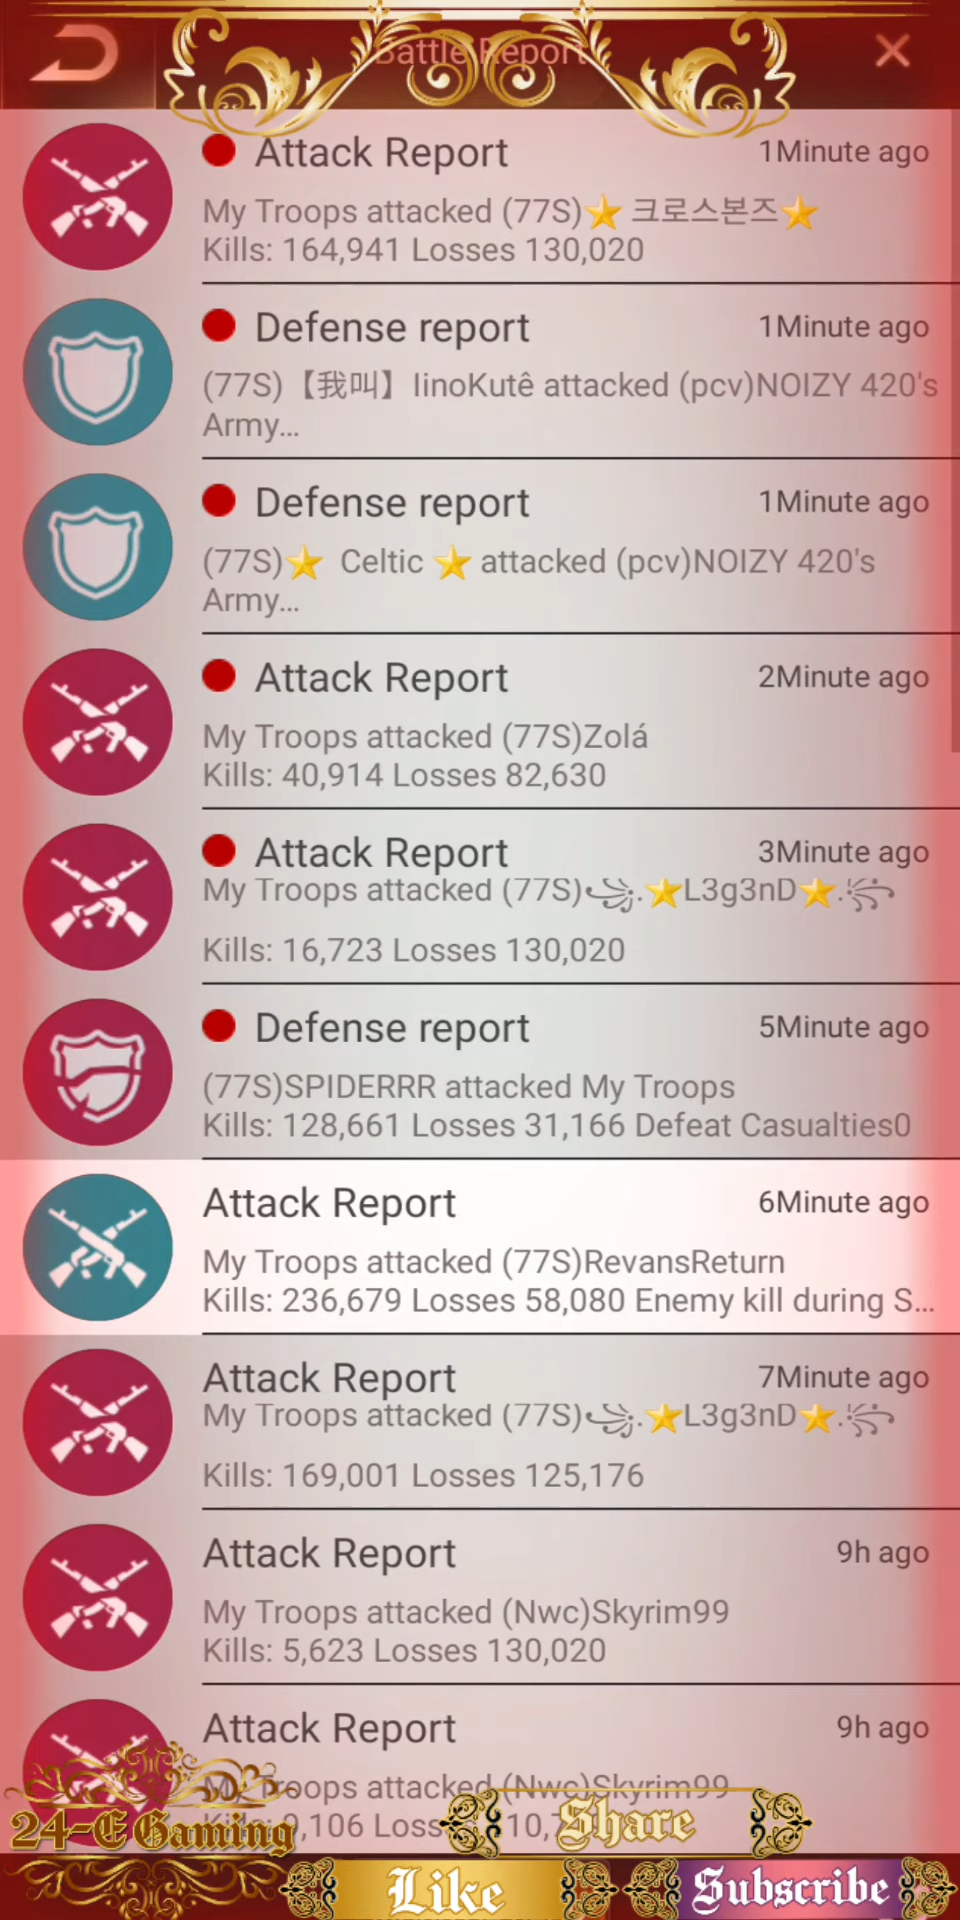 Battle Report
Attack Report
1Minute ago
My Troops attacked (77S)⭐ 크로스본즈⭐
Kills: 164,941 Losses 130,020
Defense report
1Minute ago
(77S)【我叫】linoKutê attacked (pcv)NOIZY 420's
Army...
Defense report
1Minute ago
(77S)⭐ Celtic ⭐ attacked (pcv)NOIZY 420's
Army...
Attack Report
2Minute ago
My Troops attacked (77S)Zolá
Kills: 40,914 Losses 82,630
Attack Report
3Minute ago
My Troops attacked (77S)꧁.⭐L3g3nD⭐.꧂
Kills: 16,723 Losses 130,020
Defense report
5Minute ago
(77S)SPIDERRR attacked My Troops
Kills: 128,661 Losses 31,166 Defeat Casualties0
Attack Report
6Minute ago
My Troops attacked (77S)RevansReturn
Kills: 236,679 Losses 58,080 Enemy kill during S...
Attack Report
7Minute ago
My Troops attacked (77S)꧁.⭐L3g3nD⭐.꧂
Kills: 169,001 Losses 125,176
Attack Report
9h ago
My Troops attacked (Nwc)Skyrim99
Kills: 5,623 Losses 130,020
Attack Report
9h ago
My Troops attacked (Nwc)Skyrim99
24-E Gaming
Share
Like
Subscribe